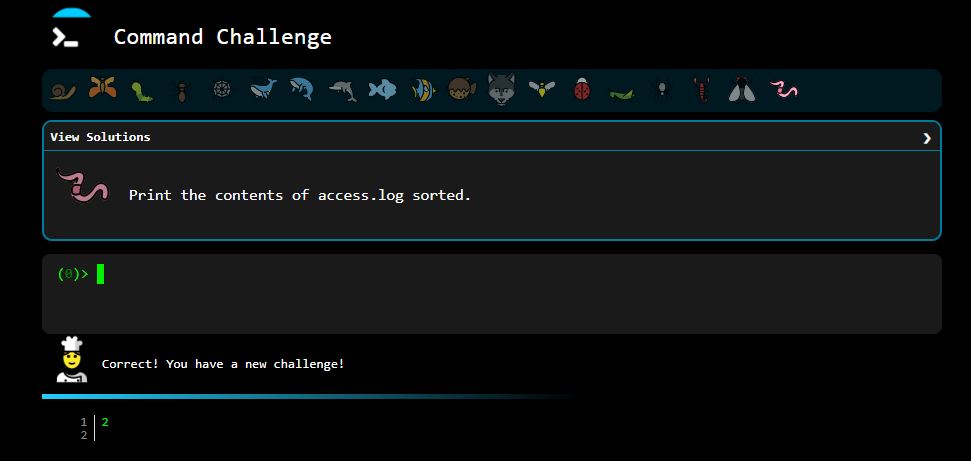 Command Challenge
View Solutions
Print the contents of access.log sorted.
(0)>
Correct! You have a new challenge!
1 2
2